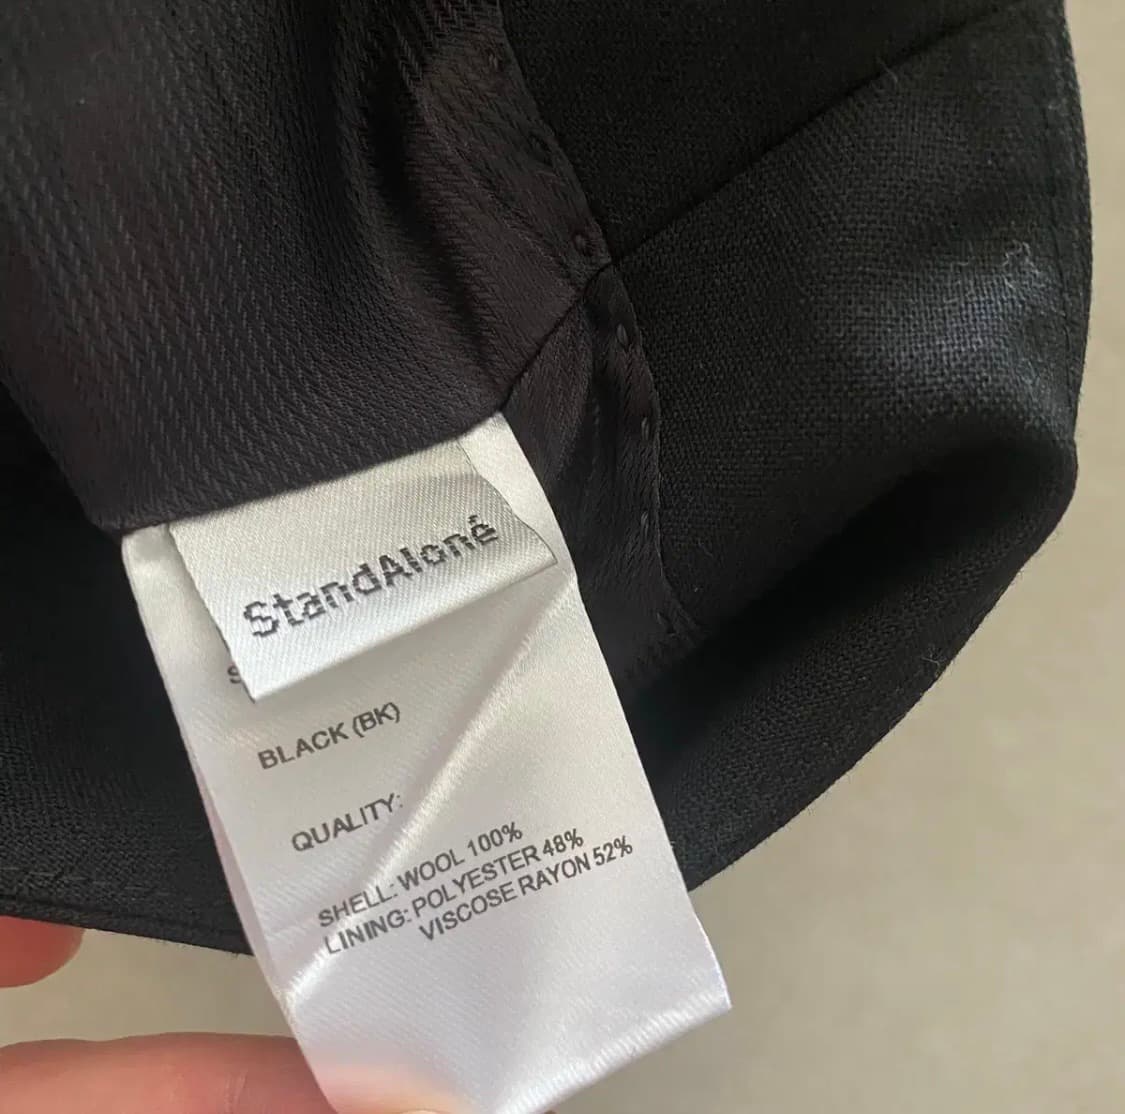 StandAloné
BLACK (BK)
QUALITY:
SHELL: WOOL 100%
LINING: POLYESTER 48%
VISCOSE RAYON 52%